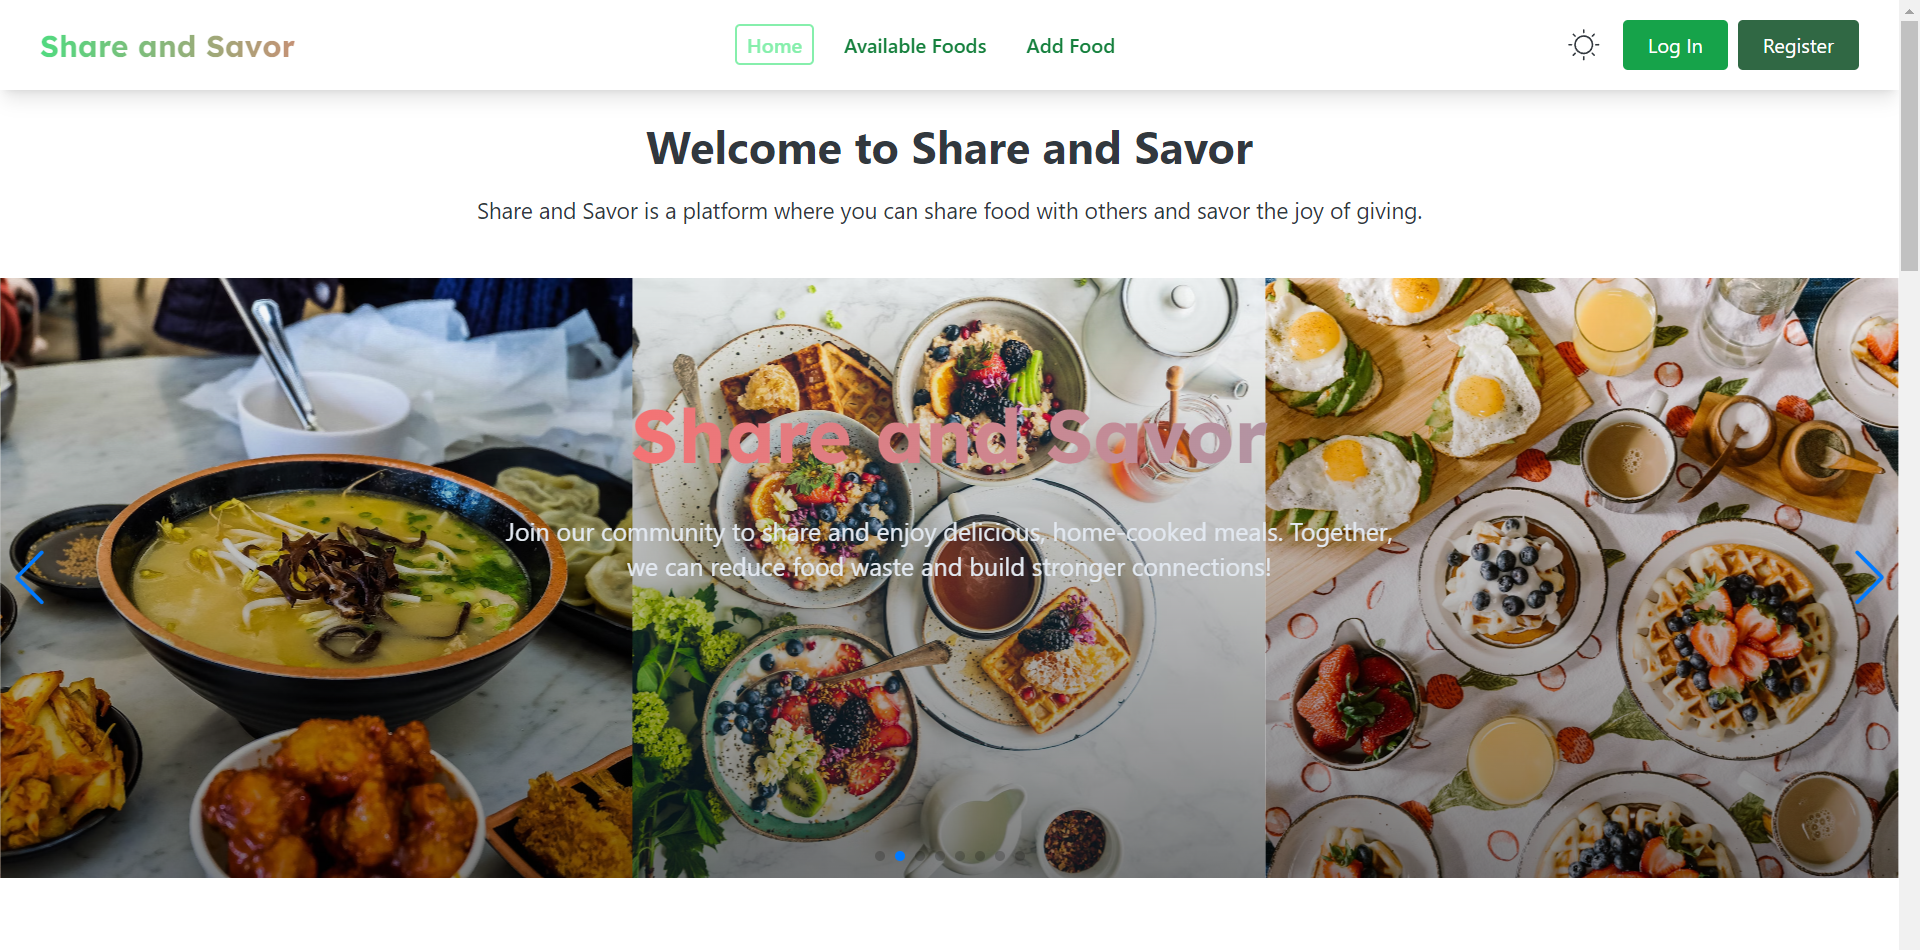 Share and Savor
Home
Available Foods
Add Food
Log In
Register
Welcome to Share and Savor
Share and Savor is a platform where you can share food with others and savor the joy of giving.
Share and Savor
Join our community to share and enjoy delicious, home-cooked meals. Together,
we can reduce food waste and build stronger connections!